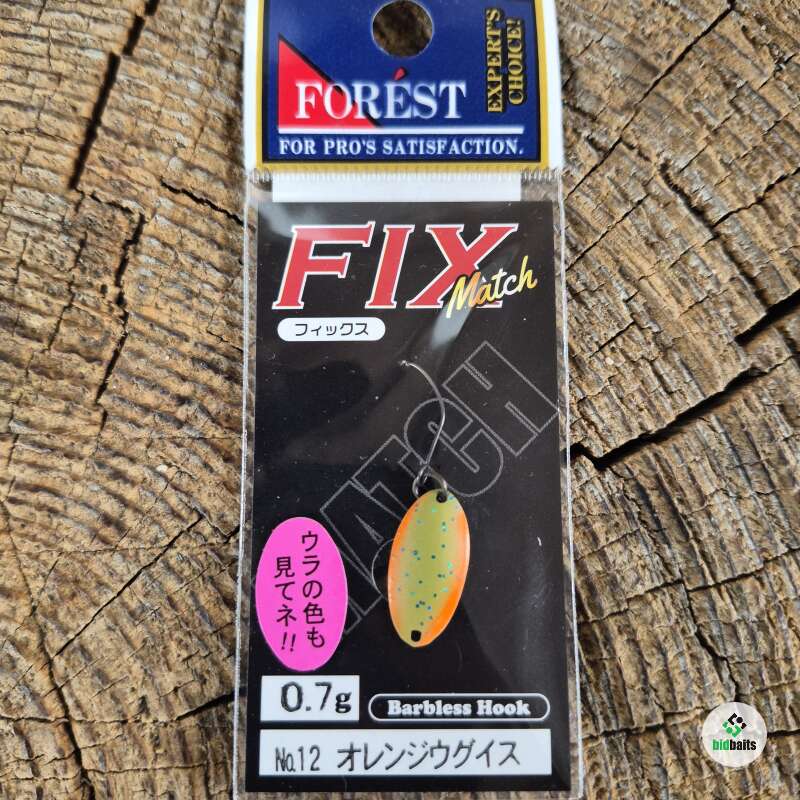 EXPERT'S
CHOICE!
FORÉST
FOR PRO'S SATISFACTION.
FIX
Match
フィックス
MATCH
ウラの色も
見てネ!!
0.7g
Barbless Hook
No.12 オレンジウグイス
bidbaits